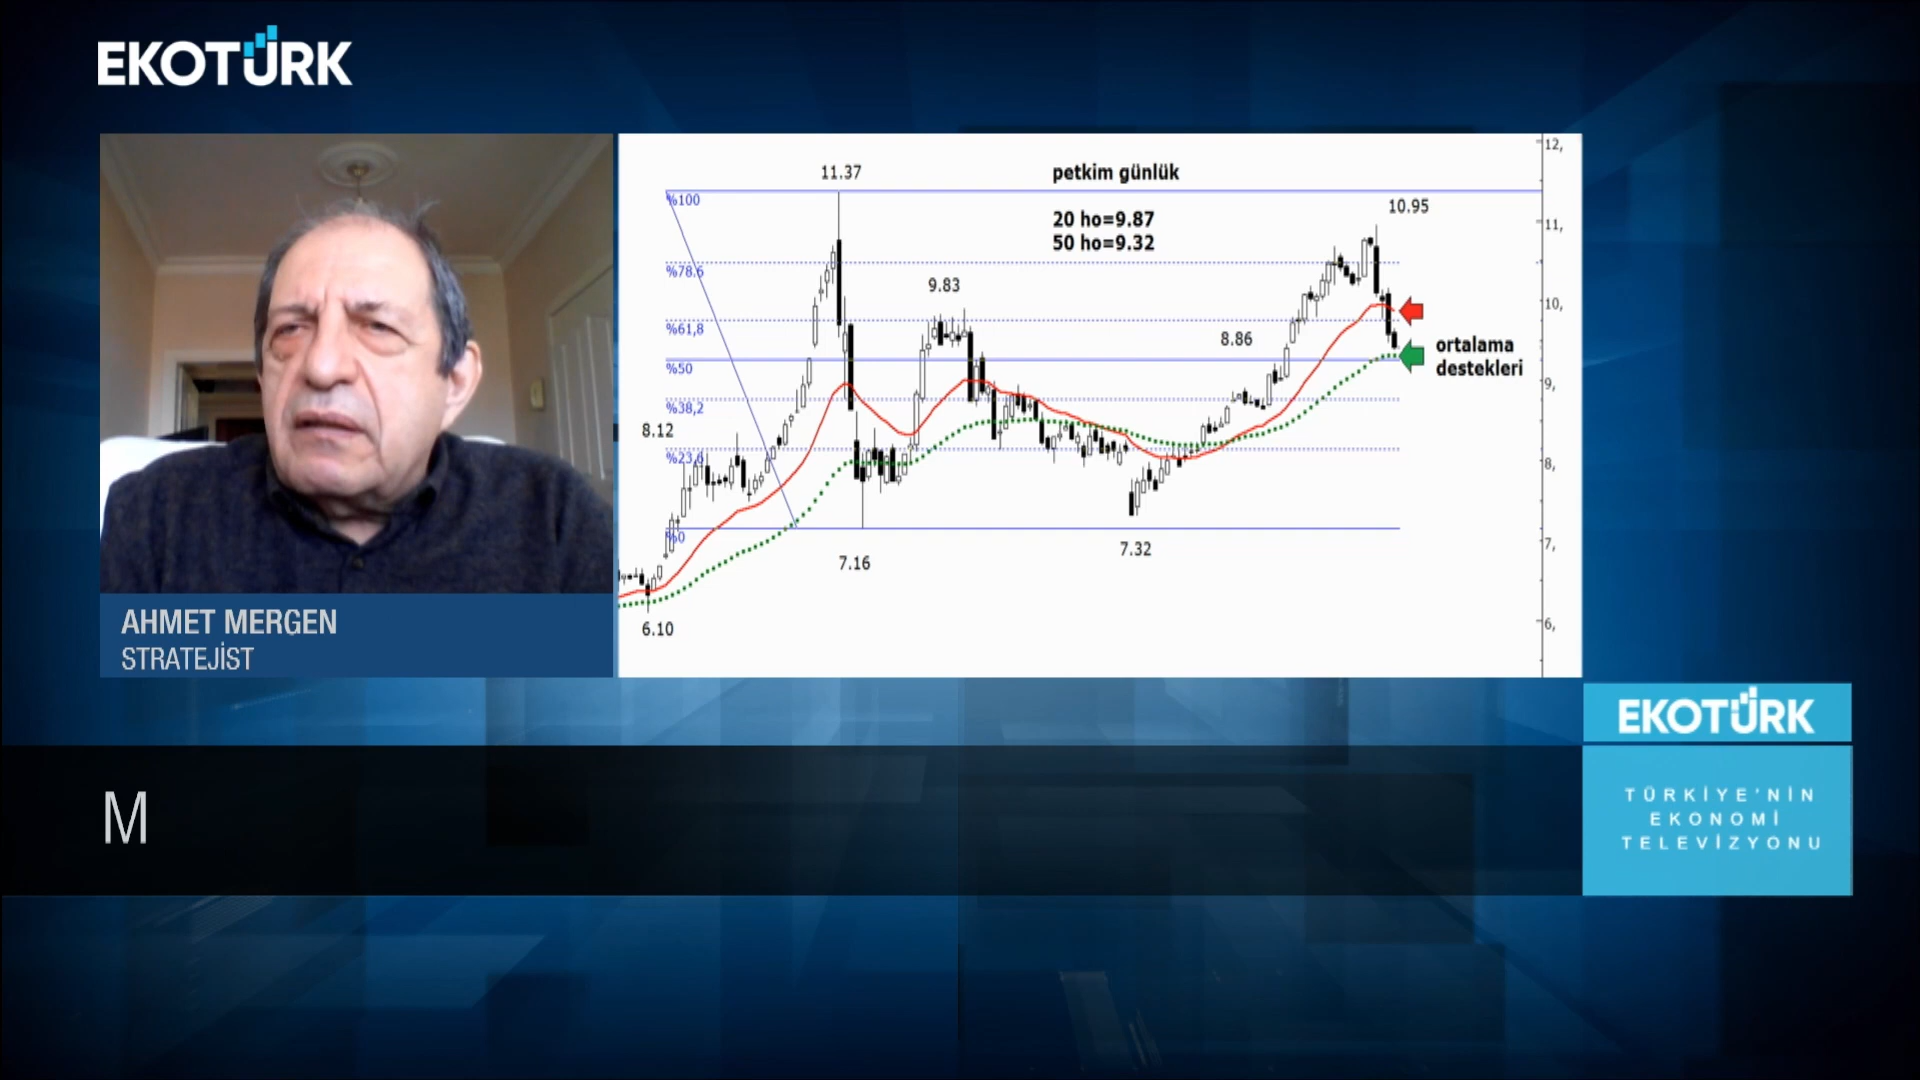 EKOTÜRK
11.37
petkim günlük
%100
10.95
20 ho=9.87
50 ho=9.32
%78.6
9.83
%61,8
8.86
ortalama
destekleri
%50
%38,2
8.12
%23,6
%0
7.16
7.32
6.10
12,
11,
10,
9,
8,
7,
6,
AHMET MERGEN
STRATEJİST
EKOTÜRK
TÜRKİYE'NİN
EKONOMİ
TELEVİZYONU
M